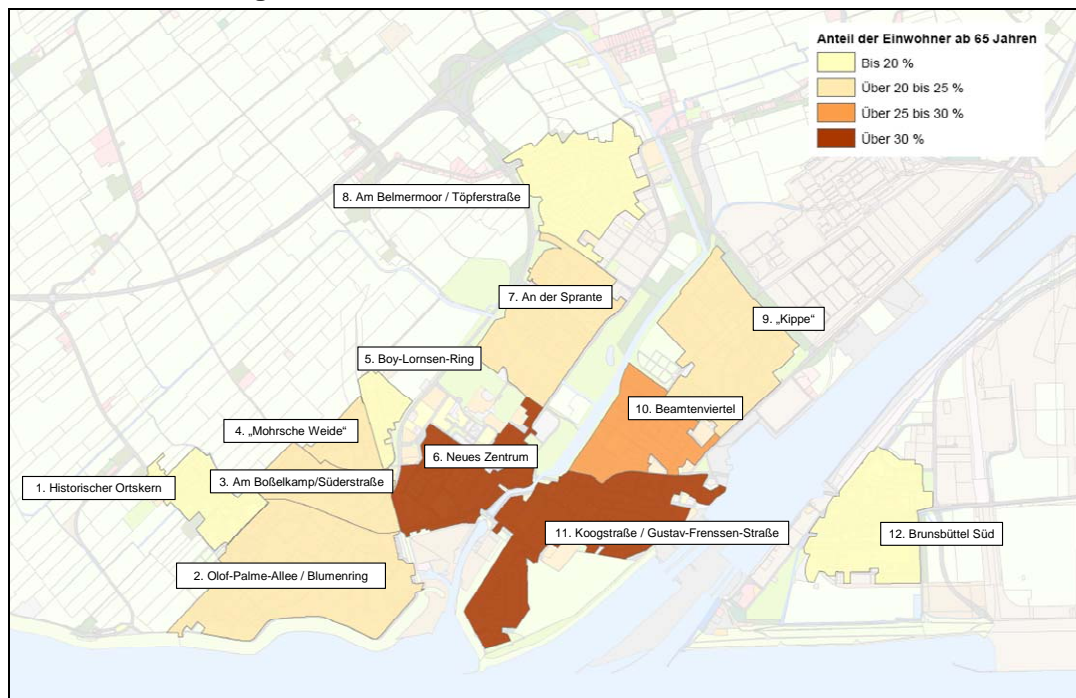 Anteil der Einwohner ab 65 Jahren
Bis 20 %
Über 20 bis 25 %
Über 25 bis 30 %
Über 30 %
8. Am Belmermoor / Töpferstraße
7. An der Sprante
9. „Kippe“
5. Boy-Lornsen-Ring
10. Beamtenviertel
4. „Mohrsche Weide“
6. Neues Zentrum
3. Am Boßelkamp/Süderstraße
1. Historischer Ortskern
11. Koogstraße / Gustav-Frenssen-Straße
12. Brunsbüttel Süd
2. Olof-Palme-Allee / Blumenring